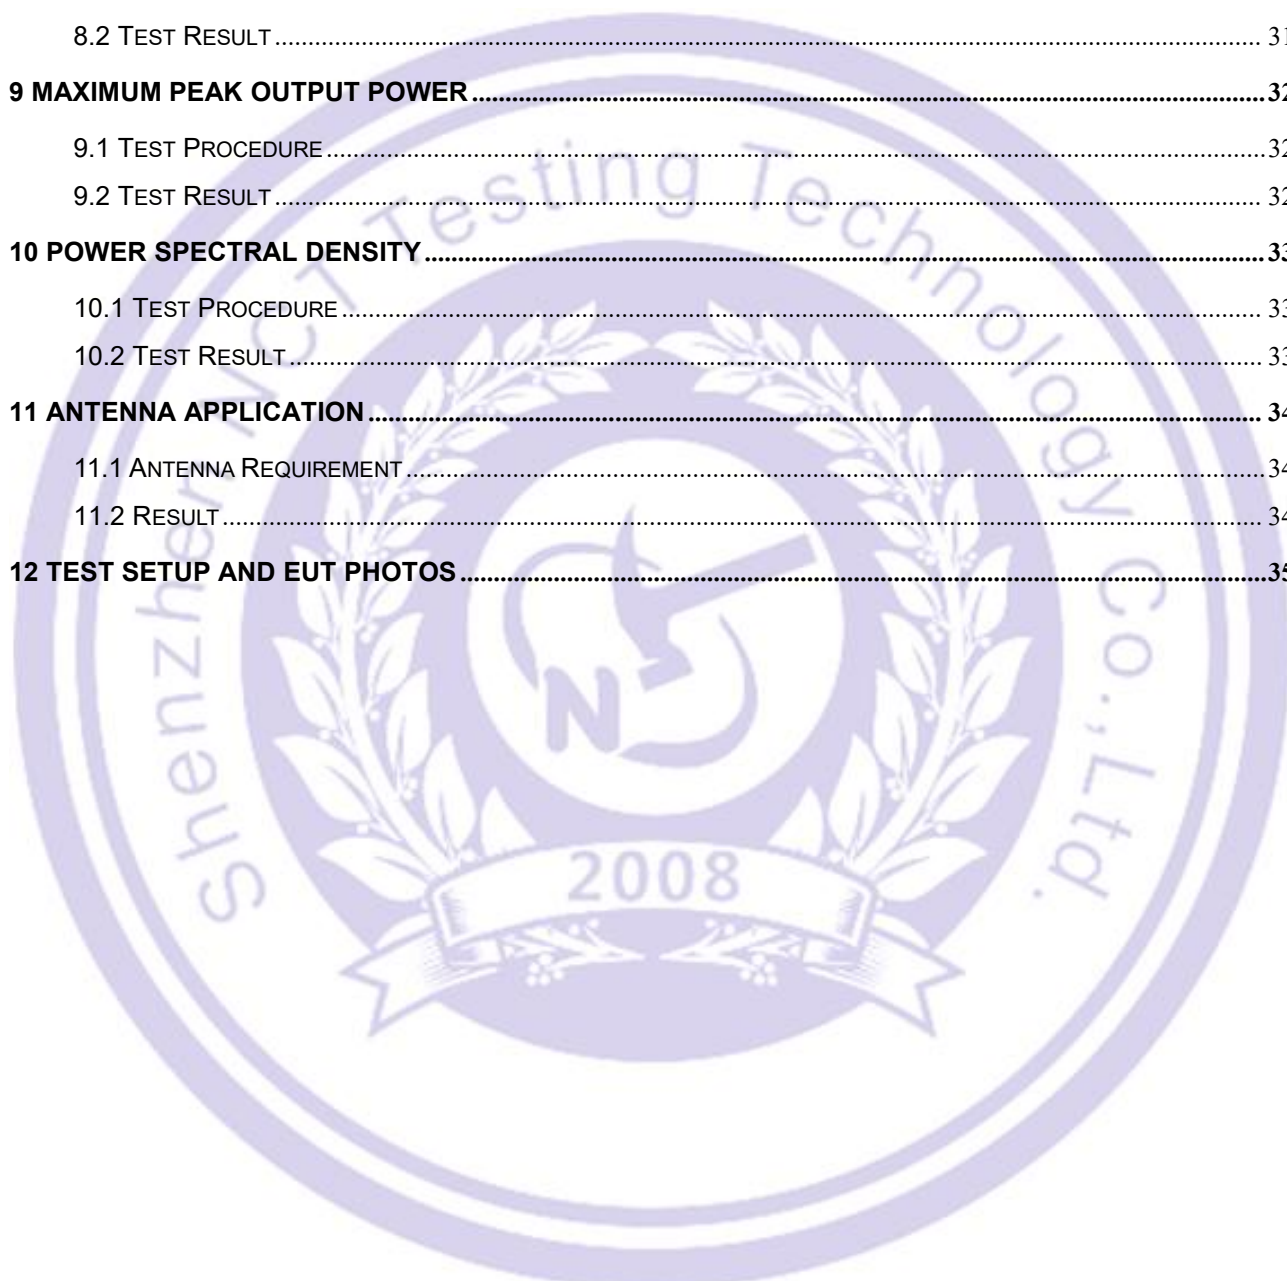 8.2 TEST RESULT 31
9 MAXIMUM PEAK OUTPUT POWER 32
9.1 TEST PROCEDURE 32
9.2 TEST RESULT 32
10 POWER SPECTRAL DENSITY 33
10.1 TEST PROCEDURE 33
10.2 TEST RESULT 33
11 ANTENNA APPLICATION 34
11.1 ANTENNA REQUIREMENT 34
11.2 RESULT 34
12 TEST SETUP AND EUT PHOTOS 35
Shenzhen NCT Testing Technology Co.,Ltd.
N
2008